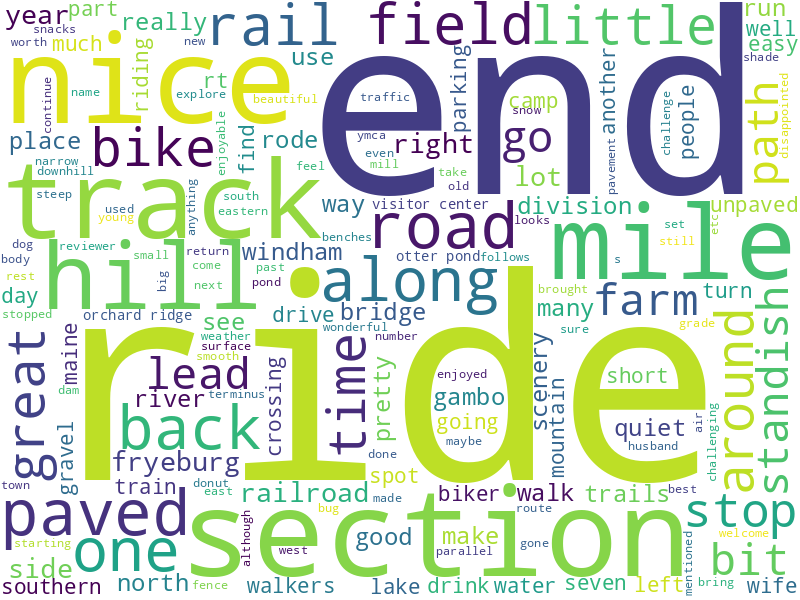 year part really rail field little run
snacks worth new much use well easy
name continue riding rt explore beautiful traffic
nice end parking camp another challenge people path shade disappointed
place bike find rode ymca even right go snow pavement
narrow downhill enjoyable feel mill take old lot
steep track south way visitor center road division unpaved
used young anything eastern benches looks set still etc
dog reviewer windham otter pond follows mile s
body hill small return past along
rest big come next pond
day stopped orchard ridge see drive bridge many farm brought turn
weather wonderful sure grade
maine surface number
great smooth time scenery around standish
dam river lead crossing pretty enjoyed gambo short
terminus ride going mountain quiet air
back maybe husband challenging
town gravel fryeburg done spot
train donut railroad made biker walk trails best
paved east section route stop
starting one although bug good make gone mentioned welcome
side west parallel bit
southern north fence walkers lake drink water seven left bring wife